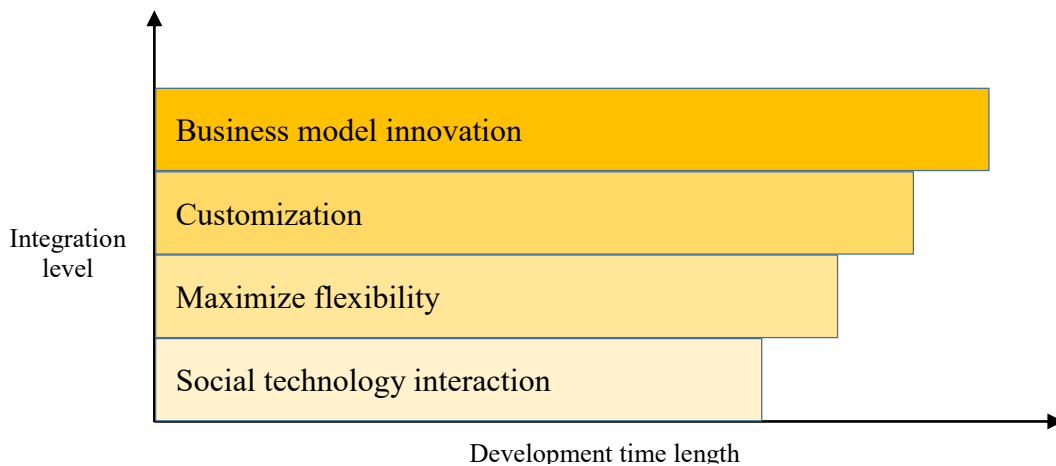 Business model innovation
Customization
Integration
level
Maximize flexibility
Social technology interaction
Development time length